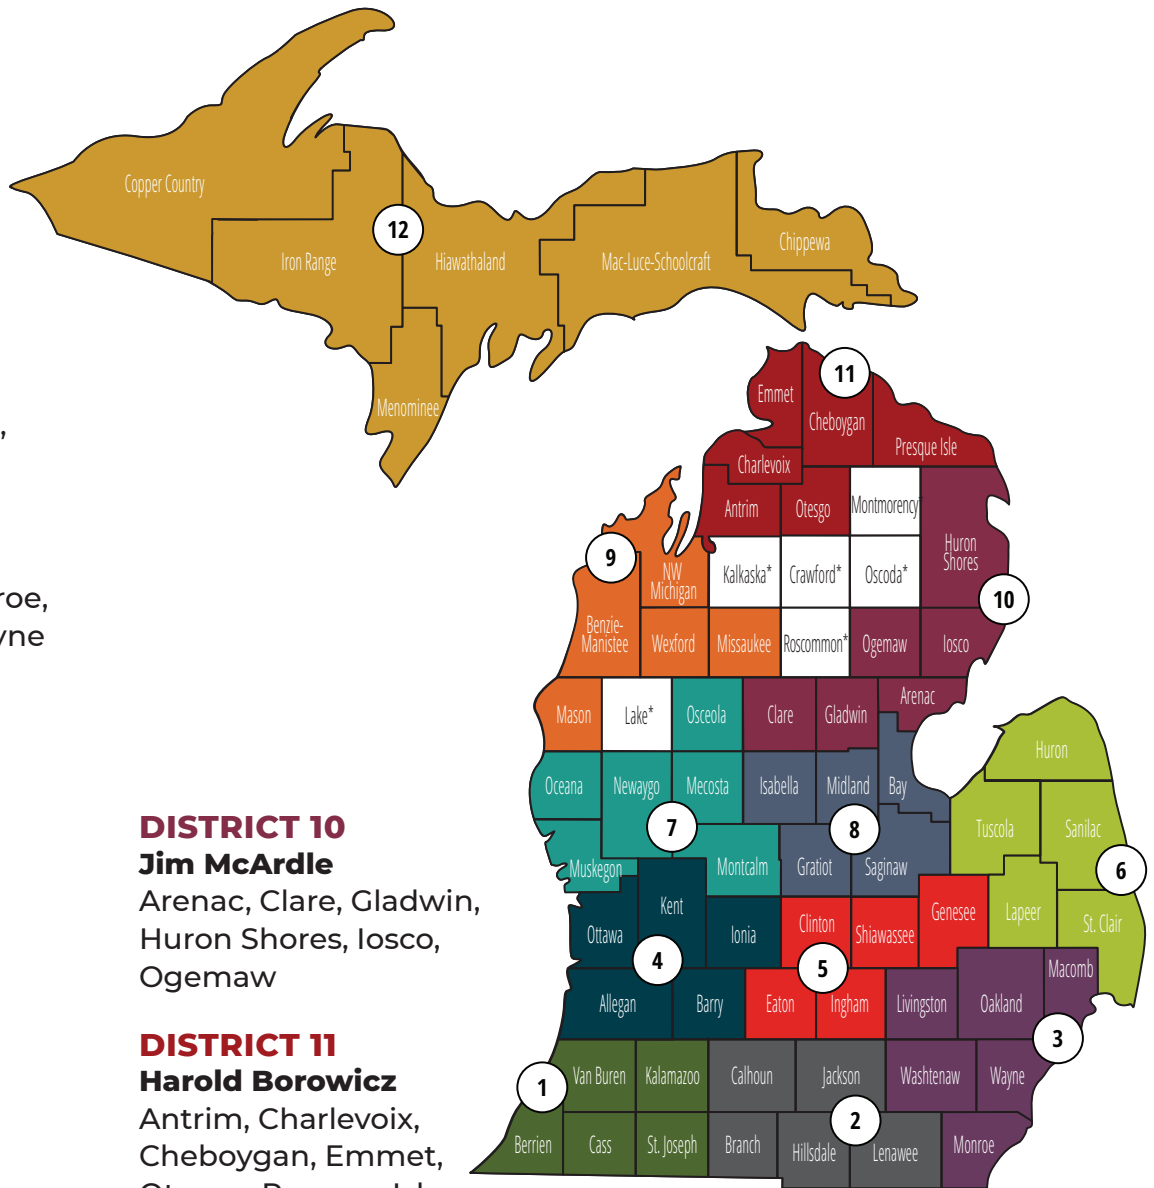 Copper Country
12
Iron Range
Hiawathaland
Mac-Luce-Schoolcraft
Chippewa
Menominee
,
11
Emmet
Cheboygan
Presque Isle
Charlevoix
Antrim
Otesgo
Montmorency
Huron
Shores
9
NW
Michigan
Kalkaska*
Crawford*
Oscoda*
10
roe,
yne
Benzie-
Manistee
Wexford
Missaukee
Roscommon*
Ogemaw
Iosco
Mason
Lake*
Osceola
Clare
Gladwin
Arenac
Huron
Oceana
Newaygo
Mecosta
Isabella
Midland
Bay
7
8
Tuscola
Sanilac
6
Muskegon
Montcalm
Gratiot
Saginaw
Kent
Ottawa
Ionia
Clinton
Shiawassee
Genesee
Lapeer
St. Clair
4
5
Macomb
Allegan
Barry
Eaton
Ingham
Livingston
Oakland
3
1
Van Buren
Kalamazoo
Calhoun
Jackson
Washtenaw
Wayne
2
Berrien
Cass
St. Joseph
Branch
Hillsdale
Lenawee
Monroe
DISTRICT 10
Jim McArdle
Arenac, Clare, Gladwin,
Huron Shores, Iosco,
Ogemaw
DISTRICT 11
Harold Borowicz
Antrim, Charlevoix,
Cheboygan, Emmet,